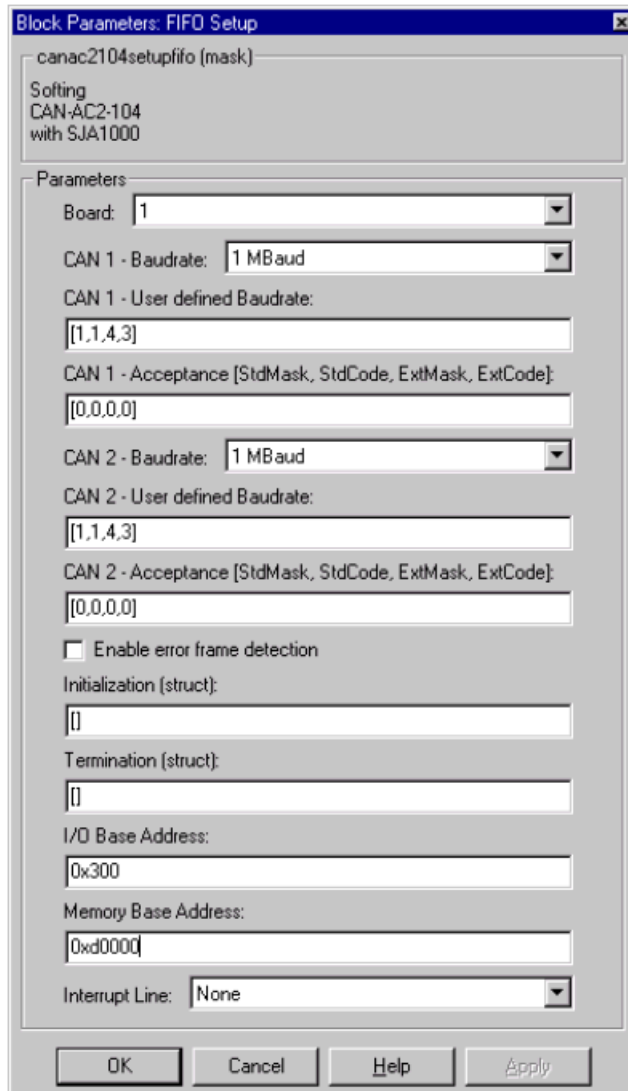 Block Parameters: FIFO Setup
canac2104setupfifo (mask)
Softing
CAN-AC2-104
with SJA1000
Parameters
Board: 1
CAN 1 - Baudrate: 1 MBaud
CAN 1 - User defined Baudrate:
[1,1,4,3]
CAN 1 - Acceptance [StdMask, StdCode, ExtMask, ExtCode]:
[0,0,0,0]
CAN 2 - Baudrate: 1 MBaud
CAN 2 - User defined Baudrate:
[1,1,4,3]
CAN 2 - Acceptance [StdMask, StdCode, ExtMask, ExtCode]:
[0,0,0,0]
Enable error frame detection
Initialization (struct):
[]
Termination (struct):
[]
I/O Base Address:
0x300
Memory Base Address:
0xd0000
Interrupt Line: None
OK Cancel Help Apply